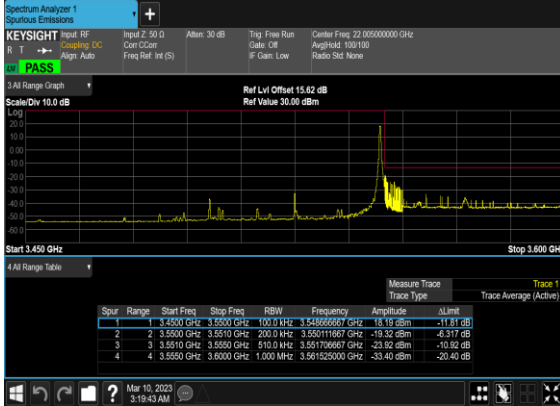 Spectrum Analyzer 1
Spurious Emissions
+
KEYSIGHT Input: RF Input Z: 50 Ω Atten: 30 dB Trig: Free Run Center Freq: 22.005000000 GHz
R T Coupling: DC Corr CCorr Gate: Off Avg|Hold: 100/100
Align: Auto Freq Ref: Int (S) IF Gain: Low Radio Std: None
PASS
3.All Range Graph
Ref Lvl Offset 15.62 dB
Scale/Div 10.0 dB Ref Value 30.00 dBm
Log
20.0
10.0
0.00
-10.0
-20.0
-30.0
-40.0
-50.0
-60.0
Start 3.450 GHz Stop 3.600 GH
4.All Range Table
Measure Trace Trace 1
Trace Type Trace Average (Active)
Spur Range Start Freq Stop Freq RBW Frequency Amplitude ΔLimit
1 1 3.4500 GHz 3.5500 GHz 100.0 kHz 3.548666667 GHz 18.19 dBm -11.81 dB
2 2 3.5500 GHz 3.5510 GHz 200.0 kHz 3.550111667 GHz -19.32 dBm -6.317 dB
3 3 3.5510 GHz 3.5550 GHz 510.0 kHz 3.551706667 GHz -23.92 dBm -10.92 dB
4 4 3.5550 GHz 3.6000 GHz 1.000 MHz 3.561525000 GHz -33.40 dBm -20.40 dB
? Mar 10, 2023
3:19:43 AM